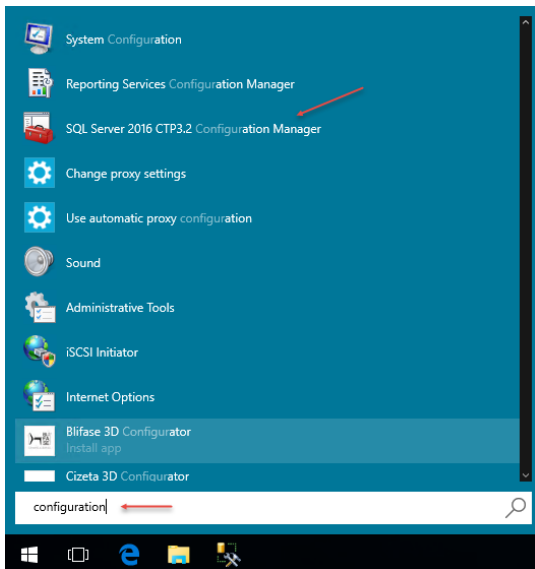 System Configuration
Reporting Services Configuration Manager
SQL Server 2016 CTP3.2 Configuration Manager
Change proxy settings
Use automatic proxy configuration
Sound
Administrative Tools
iSCSI Initiator
Internet Options
Blifase 3D Configurator
Install app
Cizeta 3D Configurator
configuration